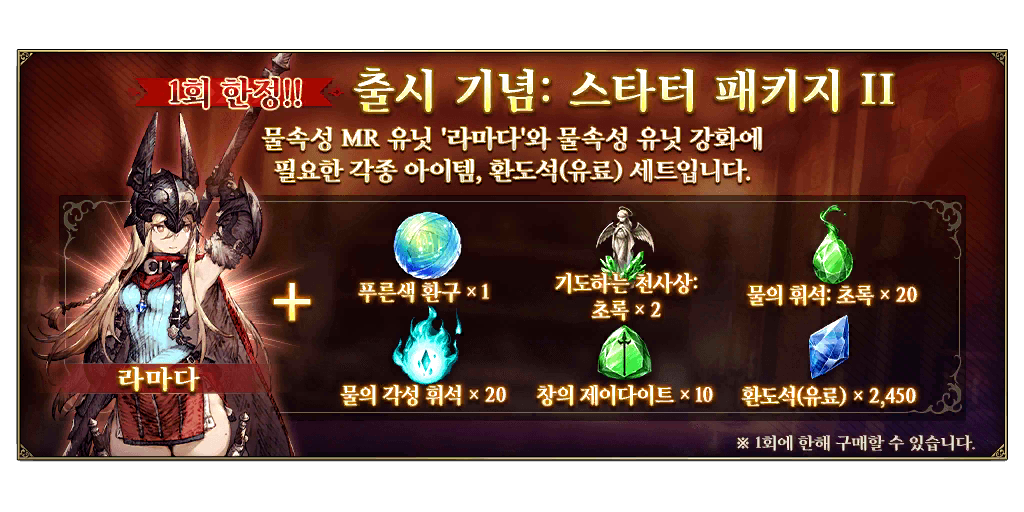 1회 한정!!
출시 기념: 스타터 패키지 II
물속성 MR 유닛 '라마다'와 물속성 유닛 강화에
필요한 각종 아이템, 환도석(유료) 세트입니다.
라마다
+
푸른색 환구 × 1
기도하는 천사상:
초록 × 2
물의 휘석: 초록 × 20
물의 각성 휘석 × 20
창의 제이다이트 × 10
환도석(유료) × 2,450
※ 1회에 한해 구매할 수 있습니다.